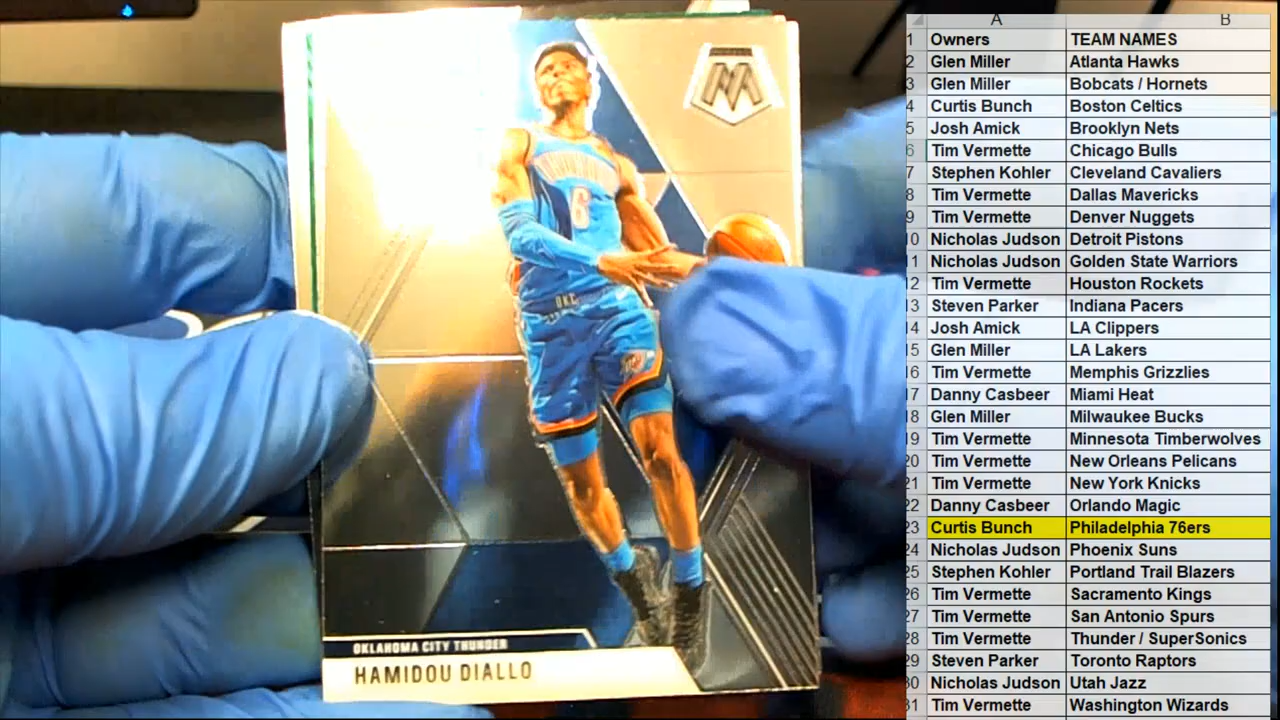 M
6
OKC
OKLAHOMA CITY THUNDER
HAMIDOU DIALLO
A B
1 Owners TEAM NAMES
2 Glen Miller Atlanta Hawks
3 Glen Miller Bobcats / Hornets
4 Curtis Bunch Boston Celtics
5 Josh Amick Brooklyn Nets
6 Tim Vermette Chicago Bulls
7 Stephen Kohler Cleveland Cavaliers
8 Tim Vermette Dallas Mavericks
9 Tim Vermette Denver Nuggets
10 Nicholas Judson Detroit Pistons
11 Nicholas Judson Golden State Warriors
12 Tim Vermette Houston Rockets
13 Steven Parker Indiana Pacers
14 Josh Amick LA Clippers
15 Glen Miller LA Lakers
16 Tim Vermette Memphis Grizzlies
17 Danny Casbeer Miami Heat
18 Glen Miller Milwaukee Bucks
19 Tim Vermette Minnesota Timberwolves
20 Tim Vermette New Orleans Pelicans
21 Tim Vermette New York Knicks
22 Danny Casbeer Orlando Magic
23 Curtis Bunch Philadelphia 76ers
24 Nicholas Judson Phoenix Suns
25 Stephen Kohler Portland Trail Blazers
26 Tim Vermette Sacramento Kings
27 Tim Vermette San Antonio Spurs
28 Tim Vermette Thunder / SuperSonics
29 Steven Parker Toronto Raptors
30 Nicholas Judson Utah Jazz
31 Tim Vermette Washington Wizards